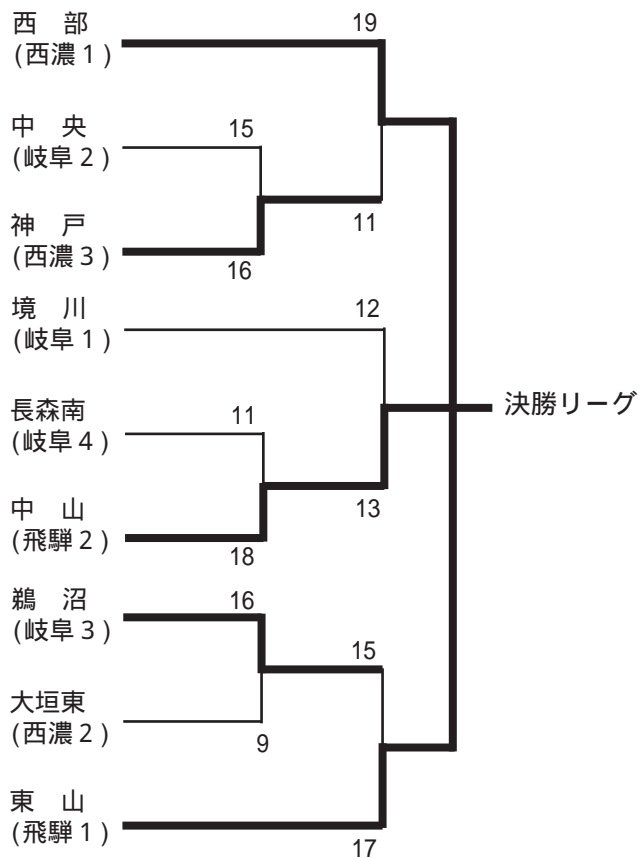 西　部
(西濃１)
19
中　央
(岐阜２)
15
神　戸
(西濃３)
16
11
境　川
(岐阜１)
12
長森南
(岐阜４)
11
中　山
(飛騨２)
18
13
決勝リーグ
鵜　沼
(岐阜３)
16
15
大垣東
(西濃２)
9
東　山
(飛騨１)
17